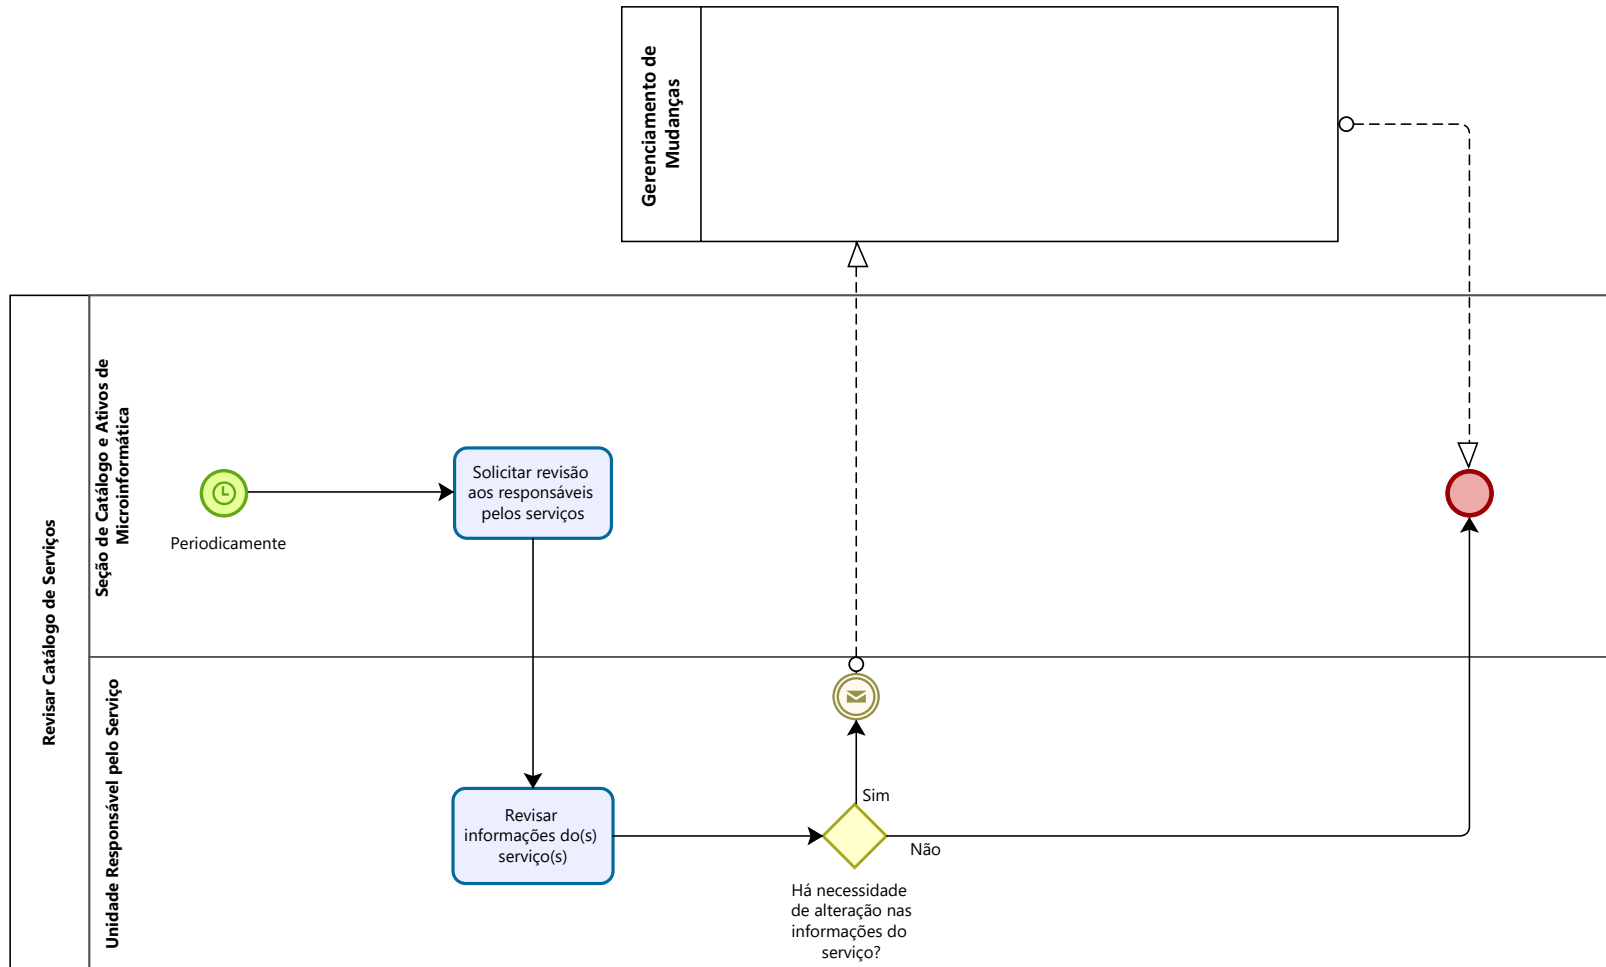 Gerenciamento de
Mudanças
Revisar Catálogo de Serviços
Seção de Catálogo e Ativos de
Microinformática
Periodicamente
Solicitar revisão
aos responsáveis
pelos serviços
Unidade Responsável pelo Serviço
Revisar
informações do(s)
serviço(s)
Sim
Não
Há necessidade
de alteração nas
informações do
serviço?